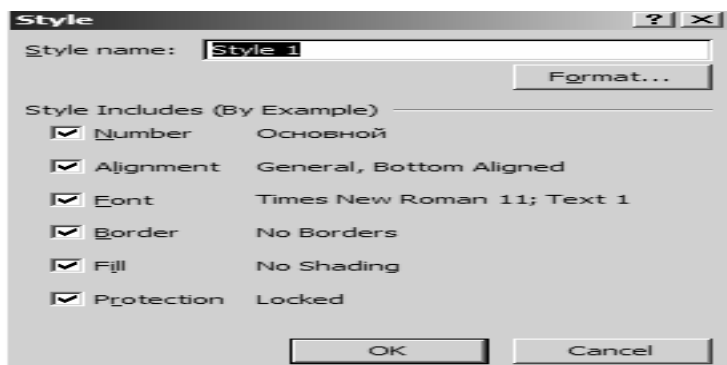 Style
Style name: Style 1
Format...
Style Includes (By Example)
Number Основной
Alignment General, Bottom Aligned
Font Times New Roman 11; Text 1
Border No Borders
Fill No Shading
Protection Locked
OK Cancel